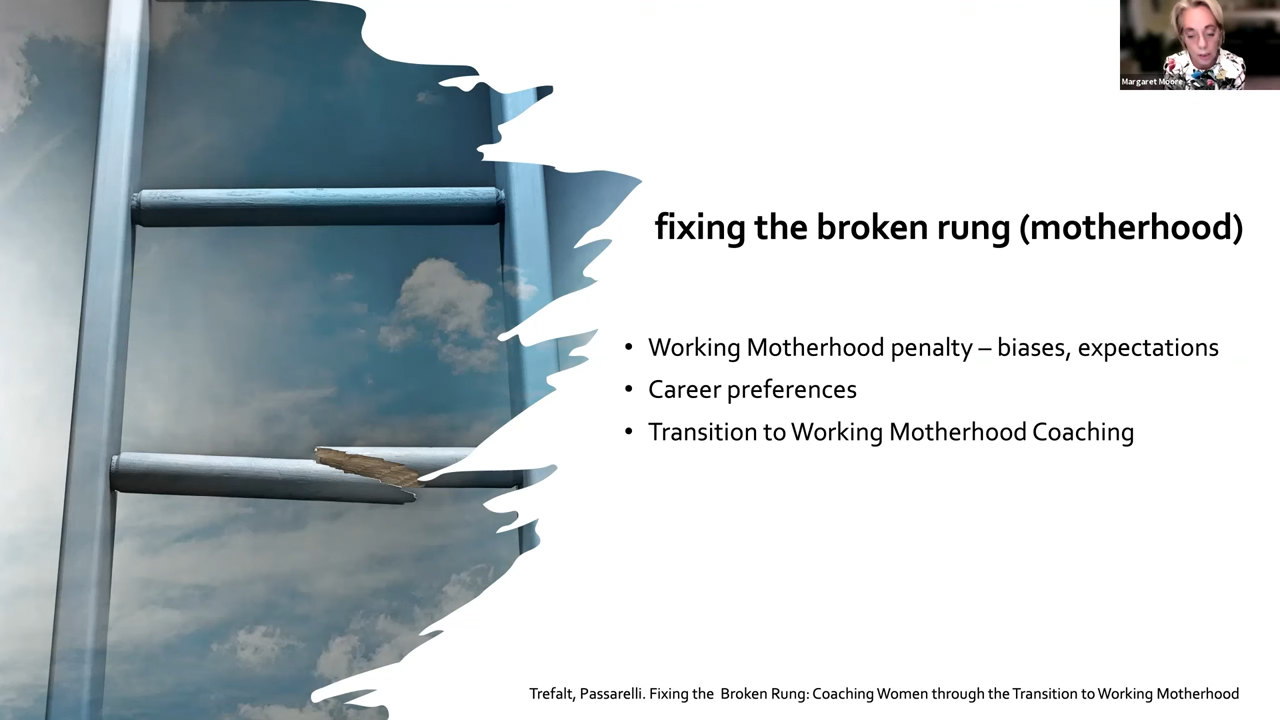 Margaret Moore
fixing the broken rung (motherhood)
• Working Motherhood penalty – biases, expectations
• Career preferences
• Transition to Working Motherhood Coaching
Trefalt, Passarelli. Fixing the Broken Rung: Coaching Women through the Transition to Working Motherhood